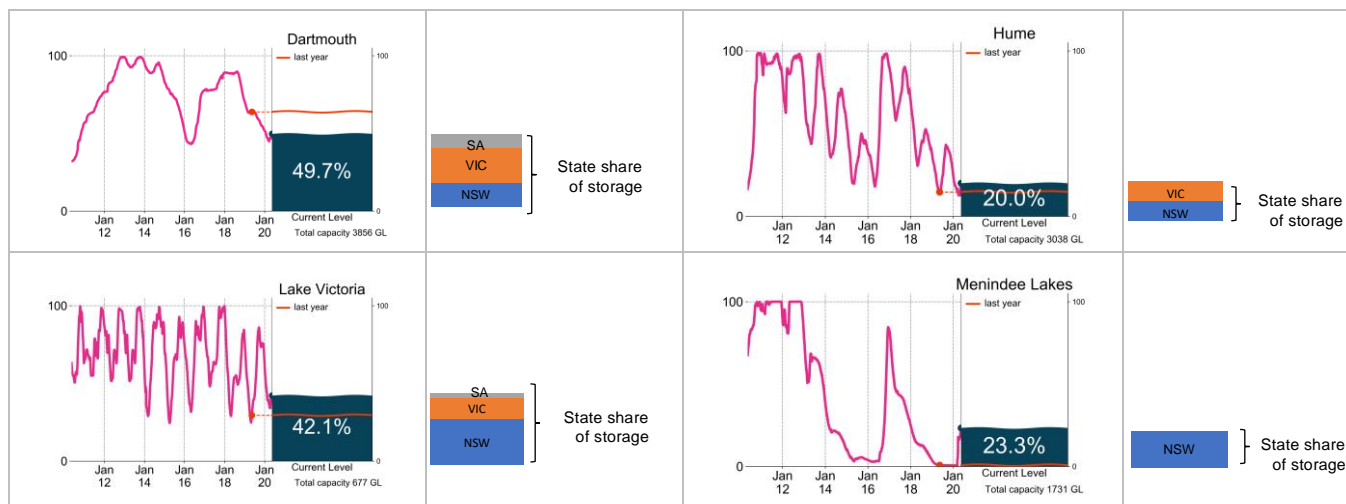 Dartmouth
last year
100
100
49.7%
0
0
Jan Jan Jan Jan Jan
12 14 16 18 20
Current Level
Total capacity 3856 GL
SA
VIC
NSW
State share
of storage
Hume
last year
100
100
20.0%
0
0
Jan Jan Jan Jan Jan
12 14 16 18 20
Current Level
Total capacity 3038 GL
VIC
NSW
State share
of storage
Lake Victoria
last year
100
100
42.1%
0
0
Jan Jan Jan Jan Jan
12 14 16 18 20
Current Level
Total capacity 677 GL
SA
VIC
NSW
State share
of storage
Menindee Lakes
last year
100
100
23.3%
0
0
Jan Jan Jan Jan Jan
12 14 16 18 20
Current Level
Total capacity 1731 GL
NSW
State share
of storage